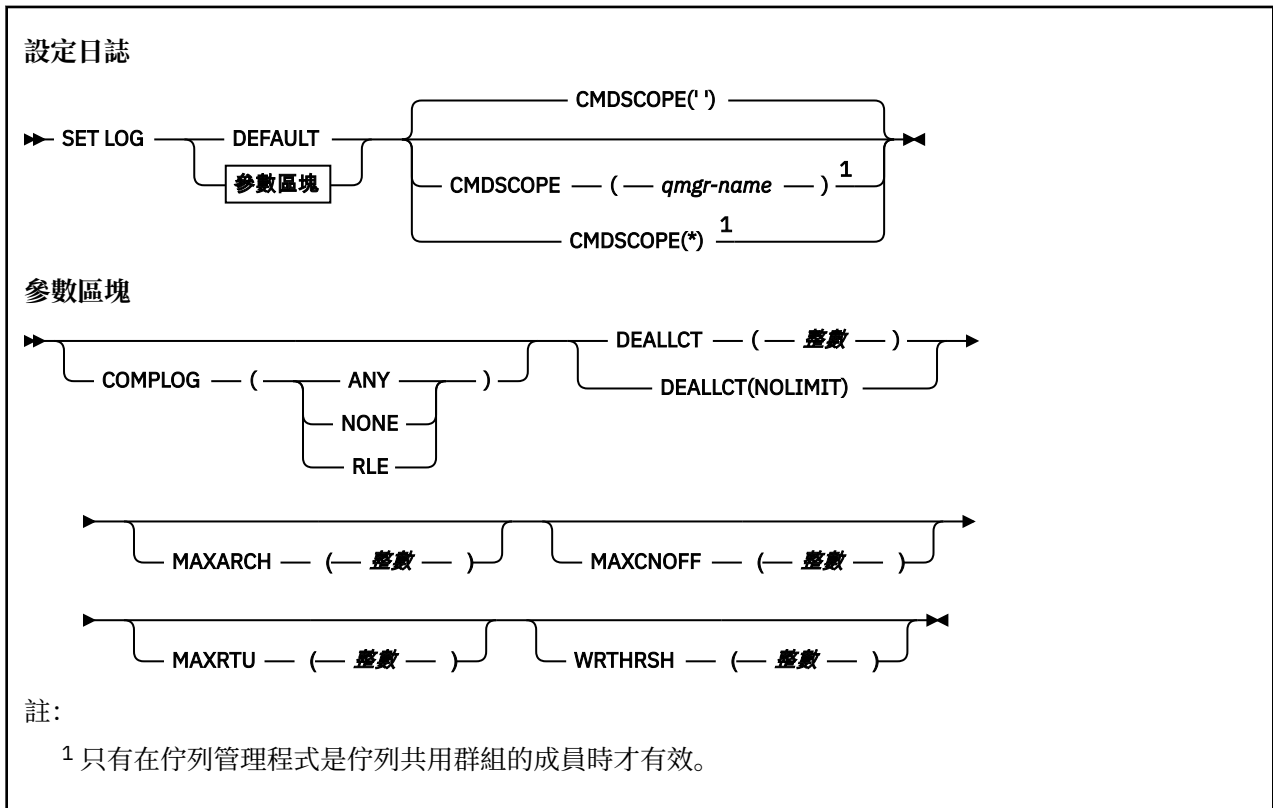 設定日誌
CMDSCOPE(' ')
SET LOG DEFAULT
參數區塊
CMDSCOPE ( qmgr-name ) 1
CMDSCOPE(*) 1
參數區塊
DEALLCT ( 整數 )
COMPLOG ( ANY )
DEALLCT(NOLIMIT)
NONE
RLE
MAXARCH ( 整數 ) MAXCNOFF ( 整數 )
MAXRTU ( 整數 ) WRTHRSH ( 整數 )
註：
1 只有在佇列管理程式是佇列共用群組的成員時才有效。